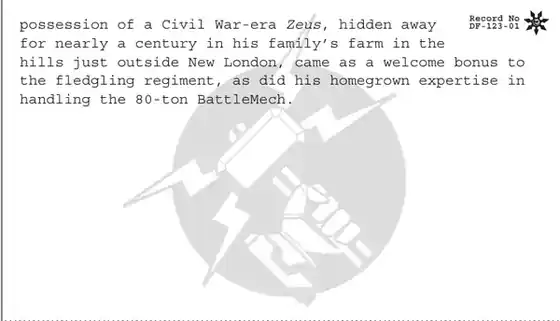 possession of a Civil War-era Zeus, hidden away
for nearly a century in his family’s farm in the
hills just outside New London, came as a welcome bonus to
the fledgling regiment, as did his homegrown expertise in
handling the 80-ton BattleMech.
Record No
DF-123-01